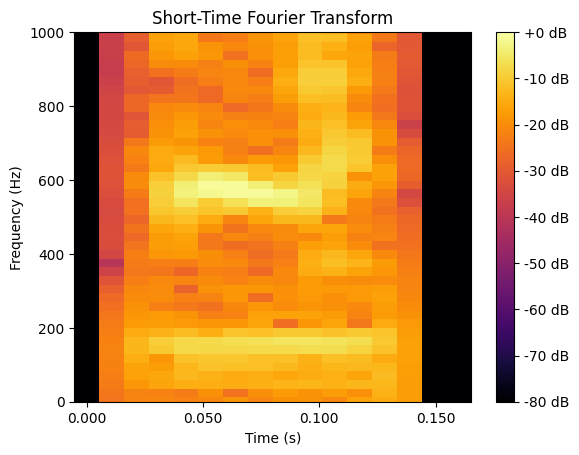 Short-Time Fourier Transform
1000
800
600
400
200
0
Frequency (Hz)
0.000
0.050
0.100
0.150
Time (s)
+0 dB
-10 dB
-20 dB
-30 dB
-40 dB
-50 dB
-60 dB
-70 dB
-80 dB